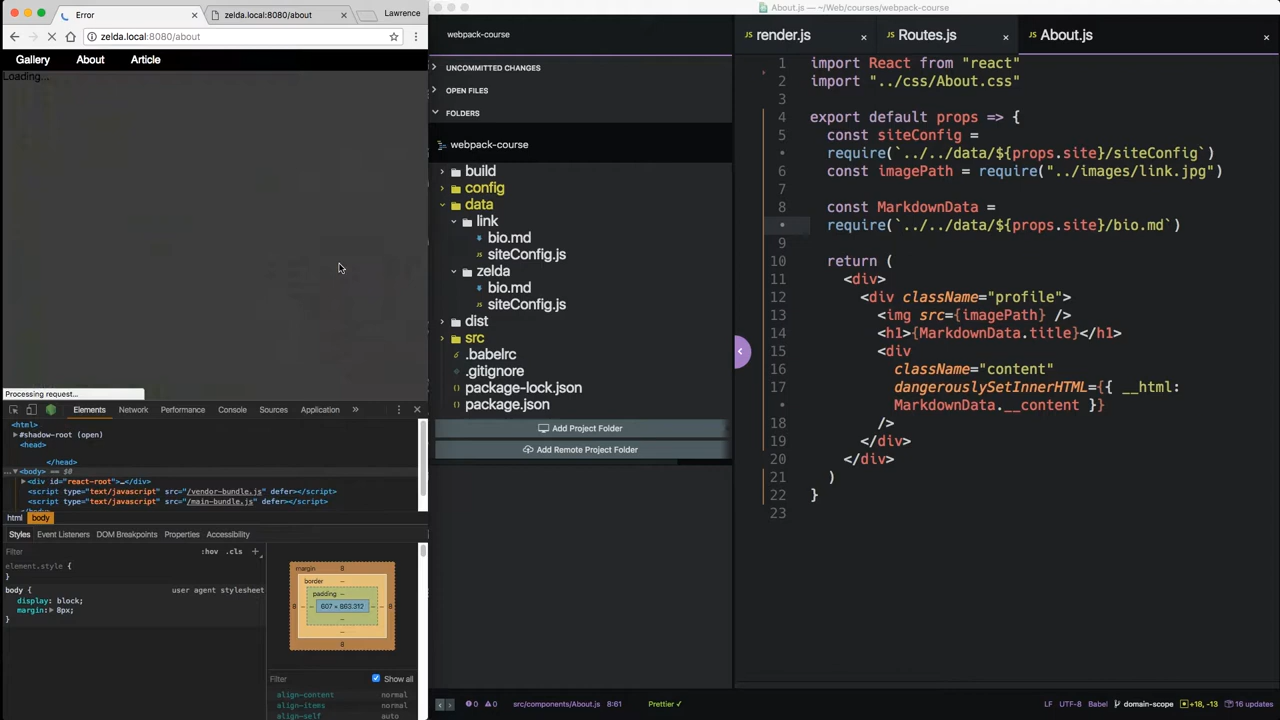 Error
zelda.local:8080/about
Lawrence
zelda.local:8080/about
Gallery About Article
Loading...
Processing request...
Elements Network Performance Console Sources Application
<html>
#shadow-root (open)
<head>
</head>
<body> == $0
<div id="react-root">…</div>
<script type="text/javascript" src="/vendor-bundle.js" defer></script>
<script type="text/javascript" src="/main-bundle.js" defer></script>
html body
Styles Event Listeners DOM Breakpoints Properties Accessibility
Filter
:hov .cls +
element.style {
}
body {
user agent stylesheet
display: block;
margin: 8px;
}
margin 8
border –
padding –
8 – – 607 × 863.312 – – 8
–
–
8
Filter
Show all
align-content normal
align-items normal
align-self auto
About.js — ~/Web/courses/webpack-course
webpack-course
UNCOMMITTED CHANGES
OPEN FILES
FOLDERS
webpack-course
build
config
data
link
bio.md
siteConfig.js
zelda
bio.md
siteConfig.js
dist
src
.babelrc
.gitignore
package-lock.json
package.json
Add Project Folder
Add Remote Project Folder
render.js Routes.js About.js
1 import React from "react"
2 import "../css/About.css"
3
4 export default props => {
5 const siteConfig =
• require(`../../data/${props.site}/siteConfig`)
6 const imagePath = require("../images/link.jpg")
7
8 const MarkdownData =
• require(`../../data/${props.site}/bio.md`)
9
10 return (
11 <div>
12 <div className="profile">
13 <img src={imagePath} />
14 <h1>{MarkdownData.title}</h1>
15 <div
16 className="content"
17 dangerouslySetInnerHTML={{ __html:
• MarkdownData.__content }}
18 />
19 </div>
20 </div>
21 )
22 }
23
0 0 src/components/About.js 8:61 Prettier ✓ LF UTF-8 Babel domain-scope +18, -13 16 updates